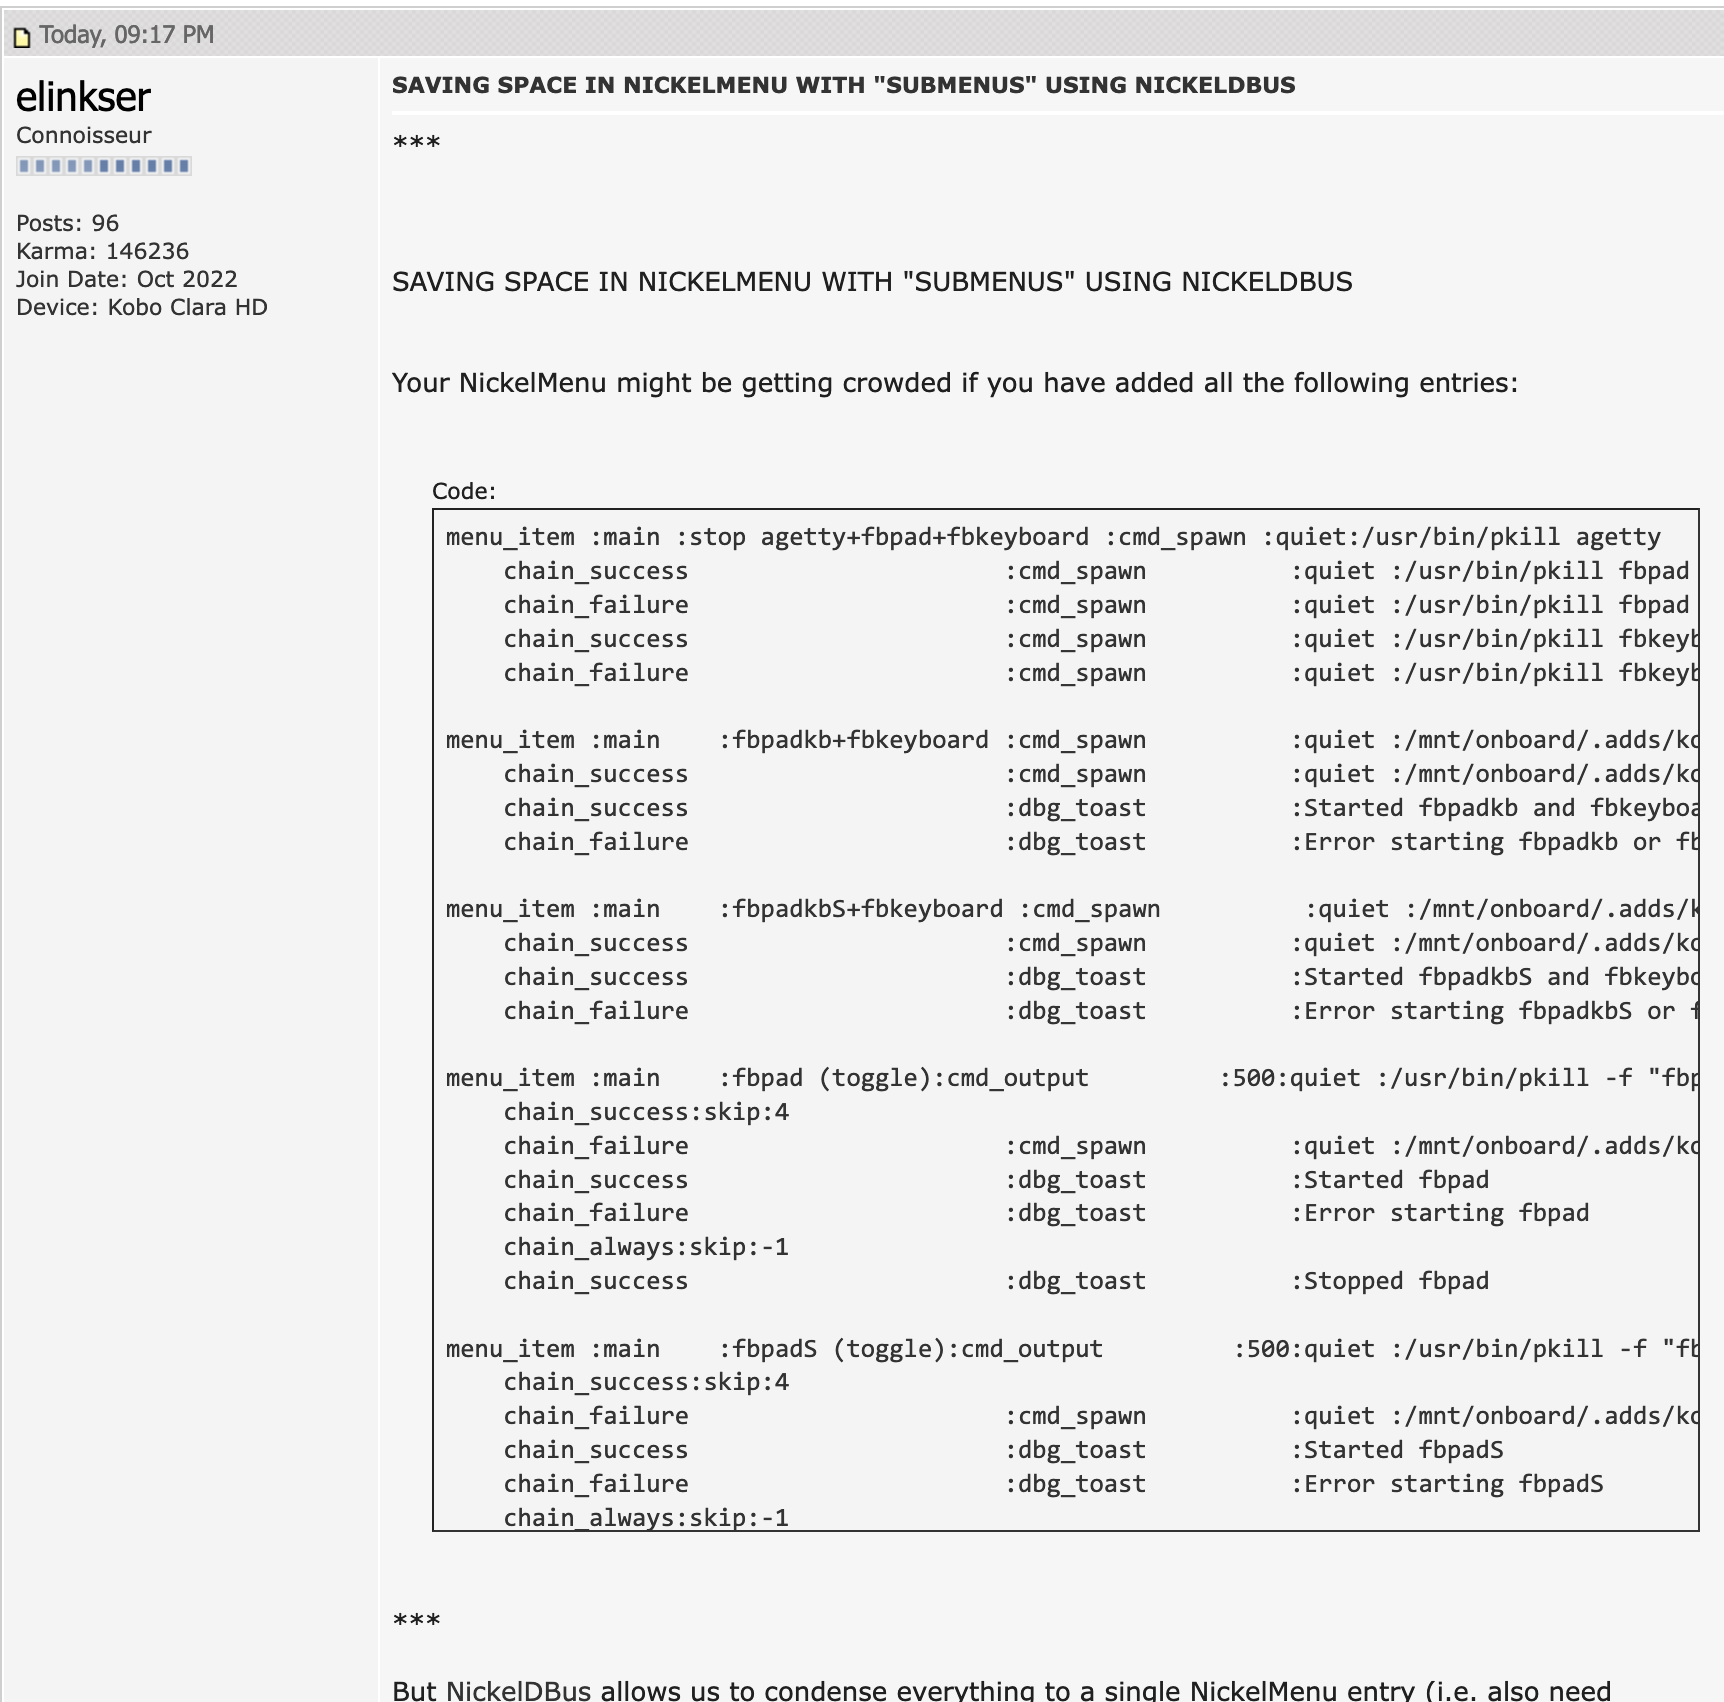 Today, 09:17 PM
elinkser
Connoisseur
Posts: 96
Karma: 146236
Join Date: Oct 2022
Device: Kobo Clara HD
SAVING SPACE IN NICKELMENU WITH "SUBMENUS" USING NICKELDBUS
***
SAVING SPACE IN NICKELMENU WITH "SUBMENUS" USING NICKELDBUS
Your NickelMenu might be getting crowded if you have added all the following entries:
Code:
menu_item :main :stop agetty+fbpad+fbkeyboard :cmd_spawn :quiet:/usr/bin/pkill agetty
chain_success :cmd_spawn :quiet :/usr/bin/pkill fbpad
chain_failure :cmd_spawn :quiet :/usr/bin/pkill fbpad
chain_success :cmd_spawn :quiet :/usr/bin/pkill fbkeyb
chain_failure :cmd_spawn :quiet :/usr/bin/pkill fbkeyb
menu_item :main :fbpadkb+fbkeyboard :cmd_spawn :quiet :/mnt/onboard/.adds/ko
chain_success :cmd_spawn :quiet :/mnt/onboard/.adds/ko
chain_success :dbg_toast :Started fbpadkb and fbkeyboa
chain_failure :dbg_toast :Error starting fbpadkb or fb
menu_item :main :fbpadkbS+fbkeyboard :cmd_spawn :quiet :/mnt/onboard/.adds/k
chain_success :cmd_spawn :quiet :/mnt/onboard/.adds/ko
chain_success :dbg_toast :Started fbpadkbS and fbkeybo
chain_failure :dbg_toast :Error starting fbpadkbS or f
menu_item :main :fbpad (toggle):cmd_output :500:quiet :/usr/bin/pkill -f "fbp
chain_success:skip:4
chain_failure :cmd_spawn :quiet :/mnt/onboard/.adds/ko
chain_success :dbg_toast :Started fbpad
chain_failure :dbg_toast :Error starting fbpad
chain_always:skip:-1
chain_success :dbg_toast :Stopped fbpad
menu_item :main :fbpadS (toggle):cmd_output :500:quiet :/usr/bin/pkill -f "fb
chain_success:skip:4
chain_failure :cmd_spawn :quiet :/mnt/onboard/.adds/ko
chain_success :dbg_toast :Started fbpadS
chain_failure :dbg_toast :Error starting fbpadS
chain_always:skip:-1
***
But NickelDBus allows us to condense everything to a single NickelMenu entry (i.e. also need